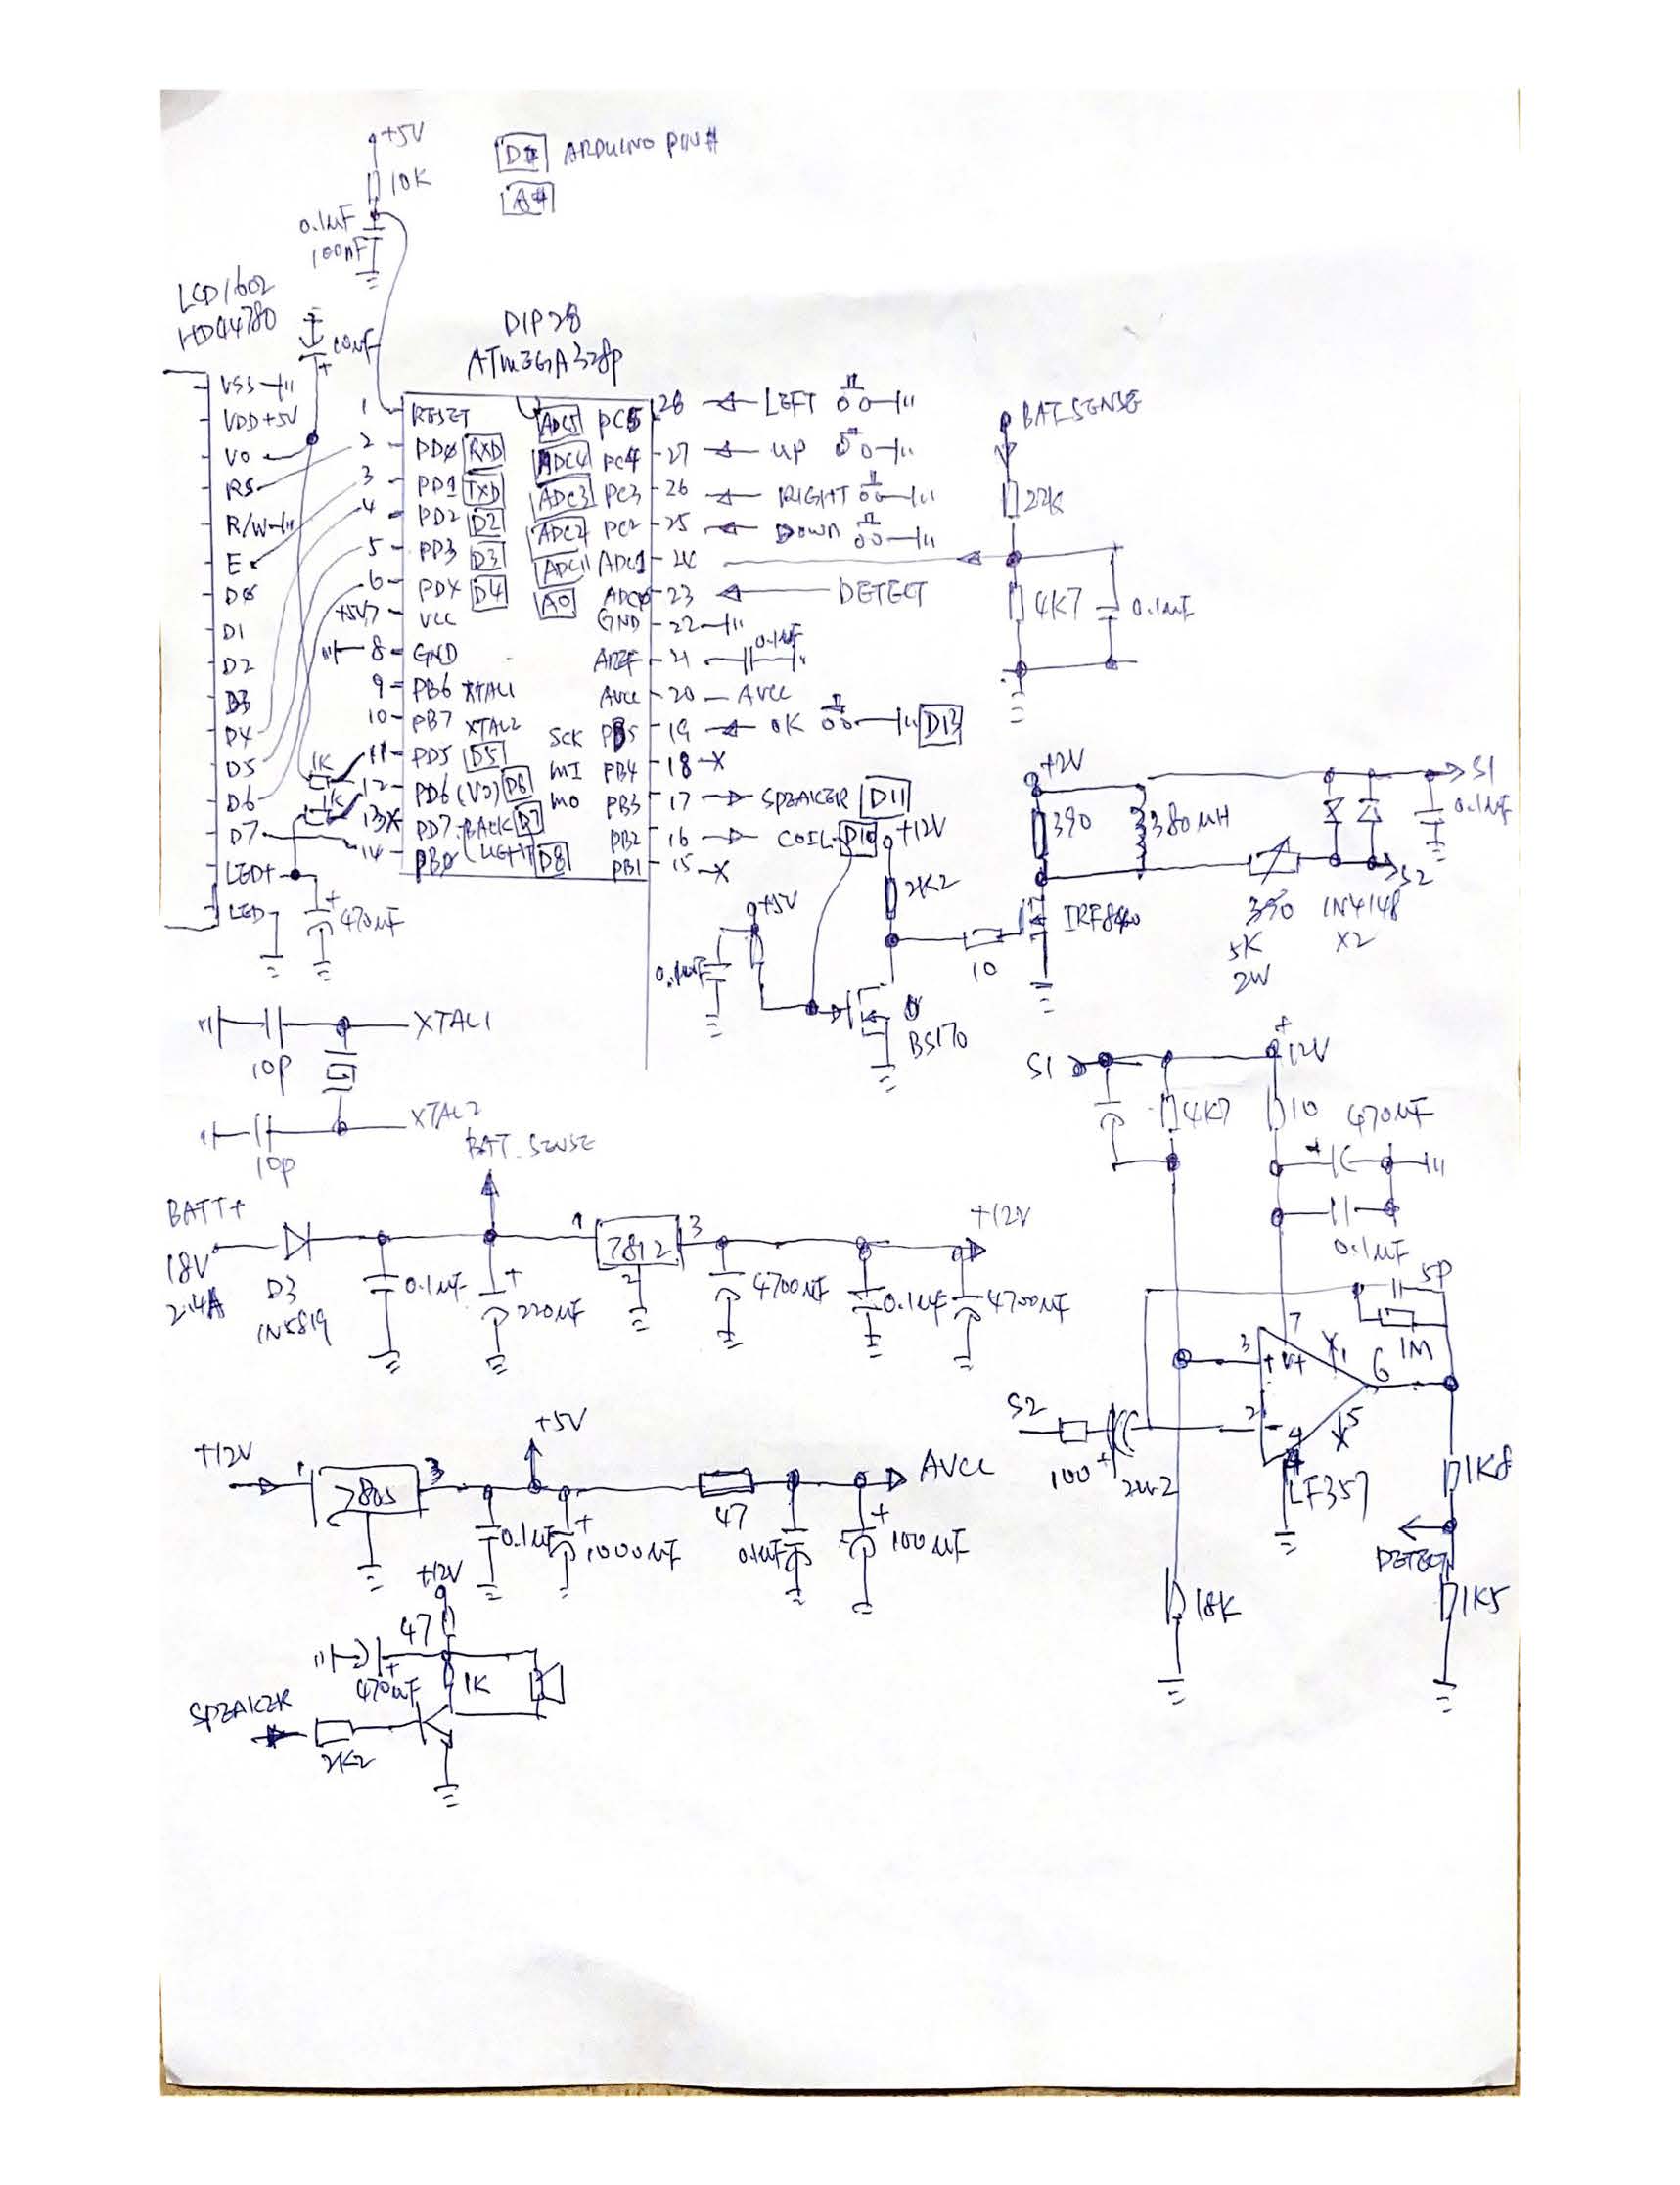 +5V
10K
0.1uF
100nF
D# ARDUINO PIN#
A#
LCD1602
HD44780
+
DIP28
ATMEGA328P
VSS
VDD +5V
V0
RS
R/W
E
D0
D1
D2
D3
D4
D5
D6
D7
LED+
LED-
+
470uF
1K
1K
1 RESET
2 PD0 RXD
3 PD1 TXD
4 PD2 D2
5 PD3 D3
6 PD4 D4
+5V 7 VCC
8 GND
9 PB6 XTAL1
10 PB7 XTAL2
11 PD5 D5
12 PD6 (V0) D6
13 PD7 BACK D7
14 PB0 LIGHT D8
ADC5 PC5 28 LEFT
ADC4 PC4 27 UP
ADC3 PC3 26 RIGHT
ADC2 PC2 25 DOWN
ADC1 ADC1 24
A0 ADC0 23 DETECT
GND 22
AREF 21 0.1uF
AVCC 20 AVCC
SCK PB5 19 OK D13
MI PB4 18 X
MO PB3 17 SPEAKER D11
PB2 16 COIL D10
PB1 15 X
BAT_SENSE
22K
4K7
0.1uF
+12V
2K2
+5V
0.1uF
10
BS170
+12V
390
380uH
IRF840
390
5K
2W
1N4148
X2
S1
0.1uF
S2
10P
XTAL1
10P
XTAL2
BAT_SENSE
BATT+
18V
2.4A
D3
1N5819
0.1uF
+
220uF
1
7812
3
2
4700uF
0.1uF
4700uF
+12V
+12V
1
7805
3
+5V
0.1uF
+
1000uF
47
0.1uF
+
100uF
AVCC
+12V
47
+
470uF
1K
SPEAKER
2K2
S1
+
12V
4K7
10
470uF
+
0.1uF
5P
1M
3
+
V+
7
6
2
-
4
5
X
LF357
S2
100
+
2u2
18K
1K8
DETECT
1K5